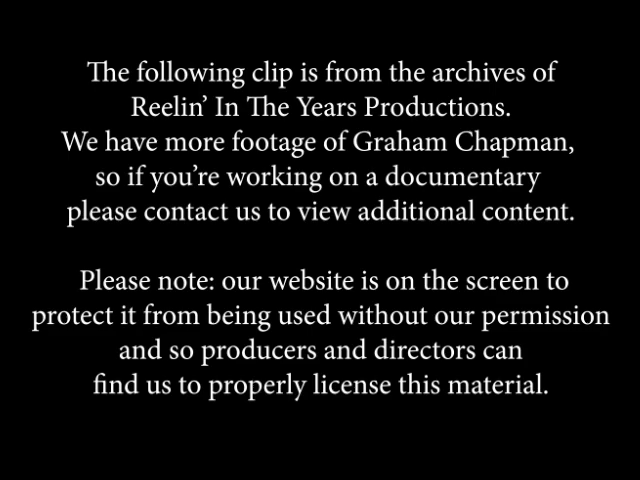 The following clip is from the archives of
Reelin’ In The Years Productions.
We have more footage of Graham Chapman,
so if you’re working on a documentary
please contact us to view additional content.
Please note: our website is on the screen to
protect it from being used without our permission
and so producers and directors can
find us to properly license this material.